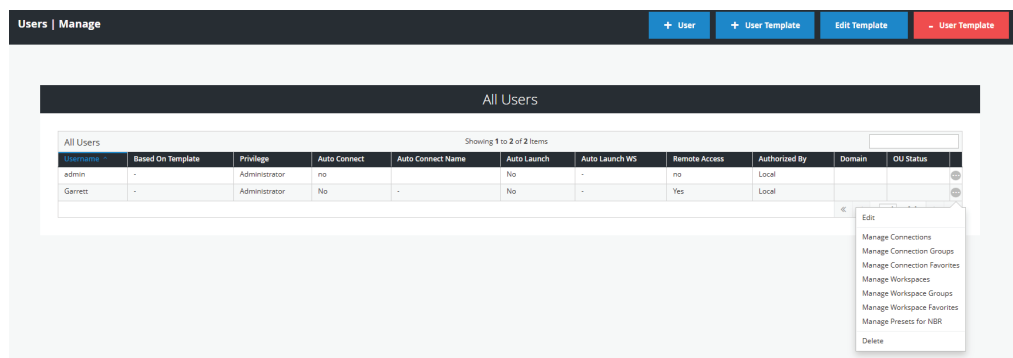 Users | Manage
+ User
+ User Template
Edit Template
- User Template
All Users
All Users
Showing 1 to 2 of 2 Items
Username Based On Template Privilege Auto Connect Auto Connect Name Auto Launch Auto Launch WS Remote Access Authorized By Domain OU Status
admin - Administrator no No - no Local
Garrett - Administrator No - No - Yes Local
«
Edit
Manage Connections
Manage Connection Groups
Manage Connection Favorites
Manage Workspaces
Manage Workspace Groups
Manage Workspace Favorites
Manage Presets for NBR
Delete